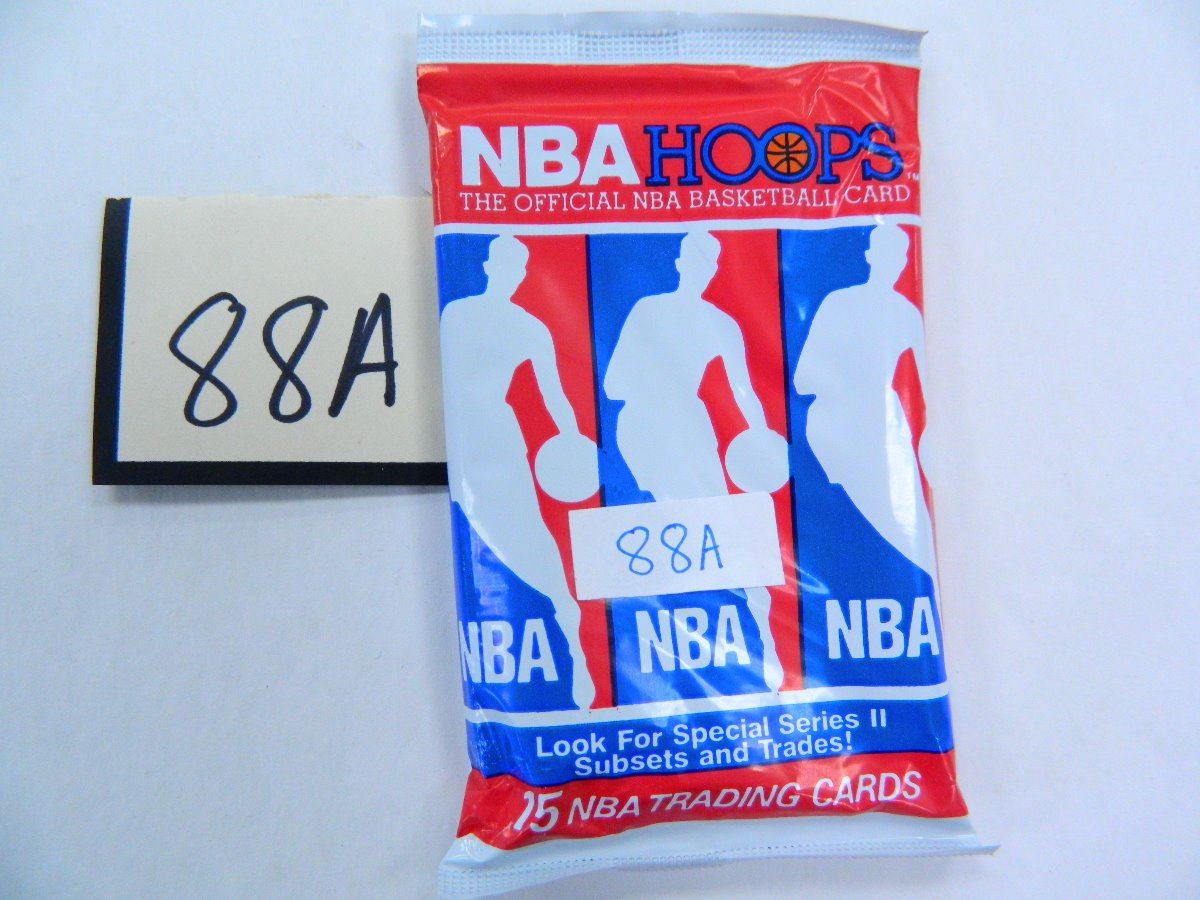 NBA HOOPS™
THE OFFICIAL NBA BASKETBALL CARD
88A
88A
NBA NBA NBA
Look For Special Series II
Subsets and Trades!
15 NBA TRADING CARDS